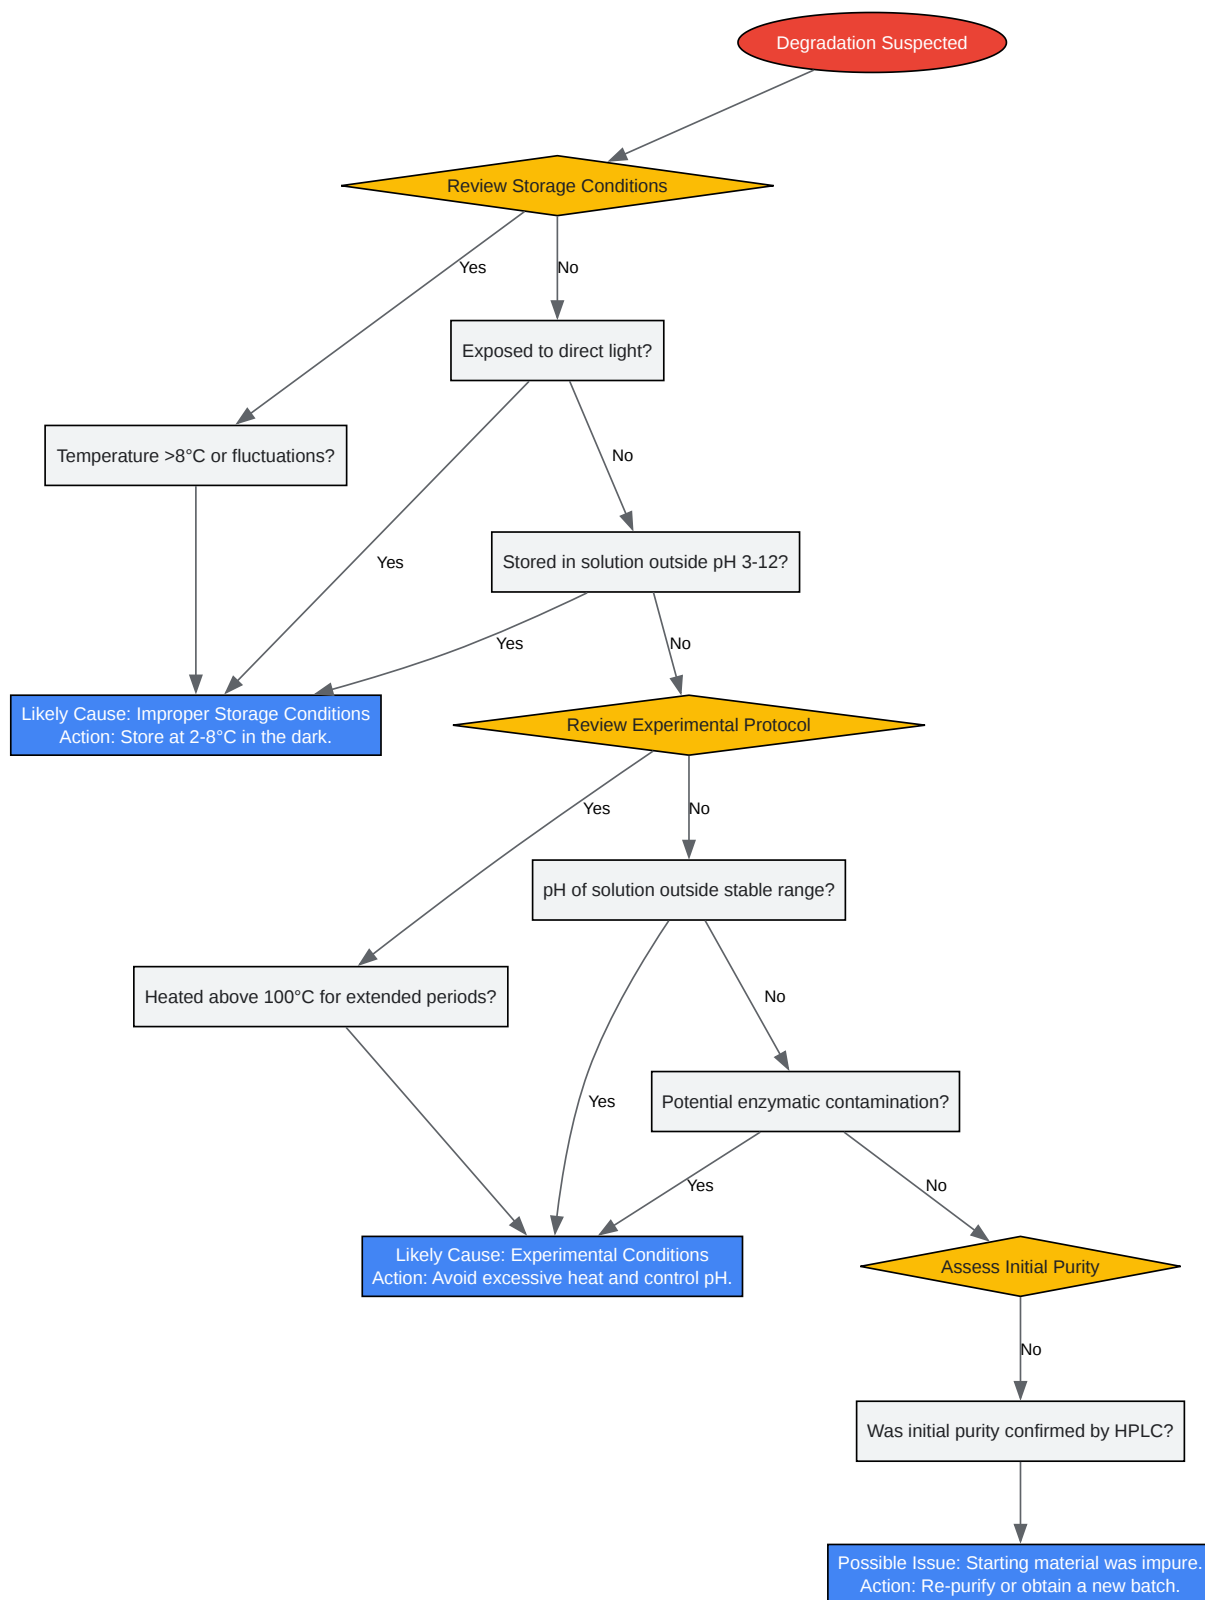 Degradation Suspected
Review Storage Conditions
Yes
No
Exposed to direct light?
Temperature >8°C or fluctuations?
No
Yes
Stored in solution outside pH 3-12?
Yes
No
Likely Cause: Improper Storage Conditions
Action: Store at 2-8°C in the dark.
Review Experimental Protocol
Yes
No
pH of solution outside stable range?
Heated above 100°C for extended periods?
No
Yes
Potential enzymatic contamination?
Yes
No
Likely Cause: Experimental Conditions
Action: Avoid excessive heat and control pH.
Assess Initial Purity
No
Was initial purity confirmed by HPLC?
Possible Issue: Starting material was impure.
Action: Re-purify or obtain a new batch.